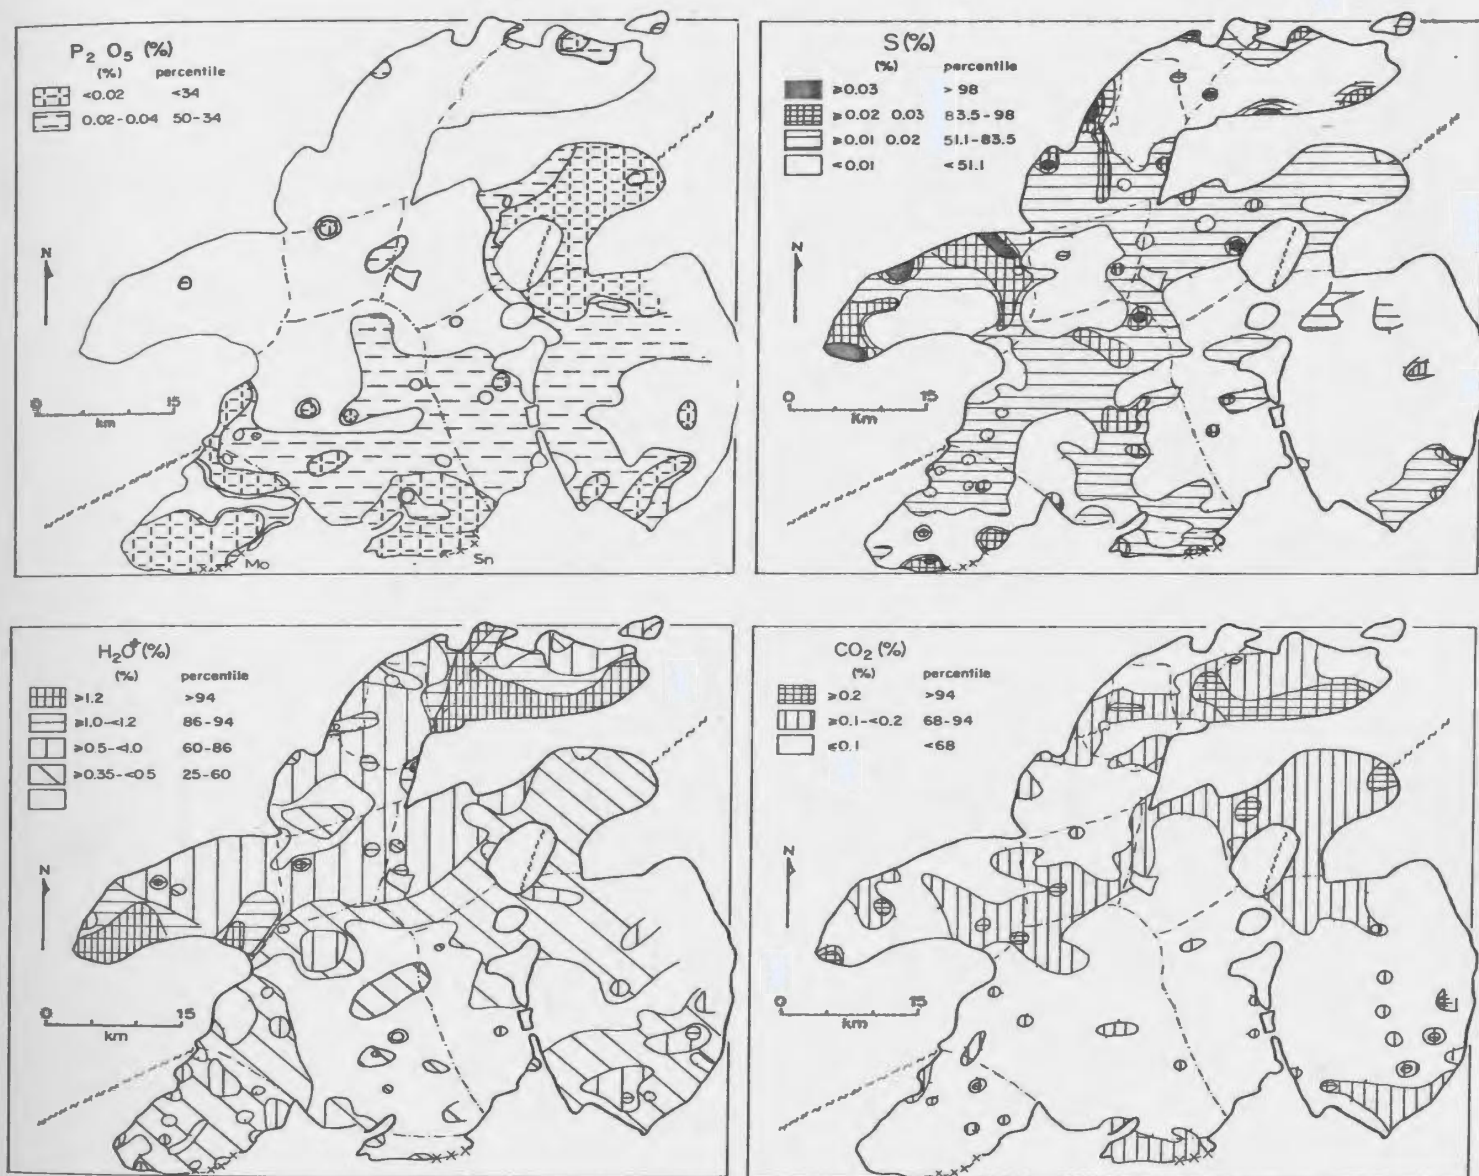 P2 O5 (%)
(%) percentile
<0.02 <34
0.02-0.04 50-34
N
0 15
km
Mo
Sn
S(%)
(%) percentile
≥0.03 >98
≥0.02 0.03 83.5-98
≥0.01 0.02 51.1-83.5
<0.01 <51.1
N
0 15
Km
H2O+(%)
(%) percentile
≥1.2 >94
≥1.0-<1.2 86-94
≥0.5-<1.0 60-86
≥0.35-<0.5 25-60
N
0 15
km
CO2 (%)
(%) percentile
≥0.2 >94
≥0.1-<0.2 68-94
≤0.1 <68
N
0 15
km